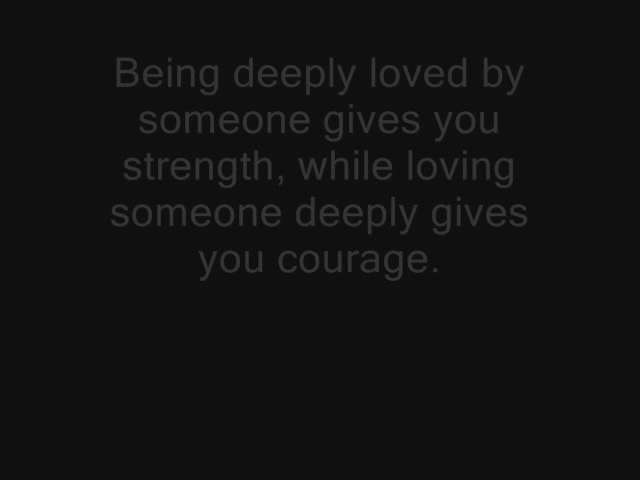 Being deeply loved by
someone gives you
strength, while loving
someone deeply gives
you courage.